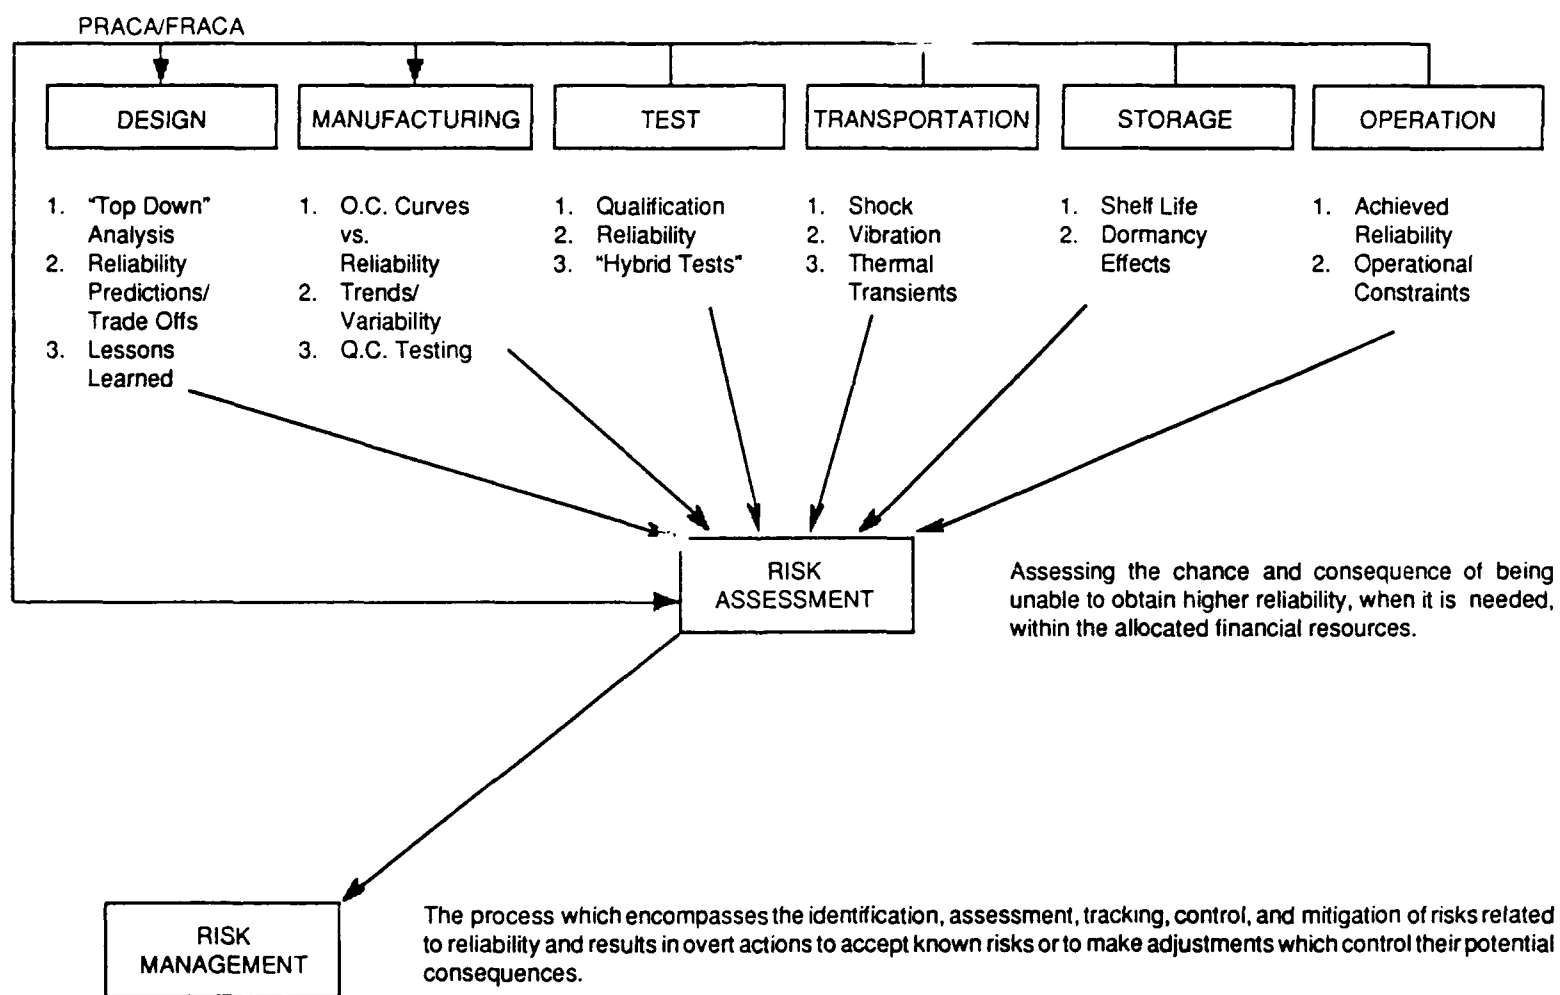 PRACA/FRACA
DESIGN
MANUFACTURING
TEST
TRANSPORTATION
STORAGE
OPERATION
1. "Top Down"
Analysis
2. Reliability
Predictions/
Trade Offs
3. Lessons
Learned
1. O.C. Curves
vs.
Reliability
2. Trends/
Variability
3. Q.C. Testing
1. Qualification
2. Reliability
3. "Hybrid Tests"
1. Shock
2. Vibration
3. Thermal
Transients
1. Shelf Life
2. Dormancy
Effects
1. Achieved
Reliability
2. Operational
Constraints
RISK
ASSESSMENT
Assessing the chance and consequence of being
unable to obtain higher reliability, when it is needed,
within the allocated financial resources.
RISK
MANAGEMENT
The process which encompasses the identification, assessment, tracking, control, and mitigation of risks related
to reliability and results in overt actions to accept known risks or to make adjustments which control their potential
consequences.